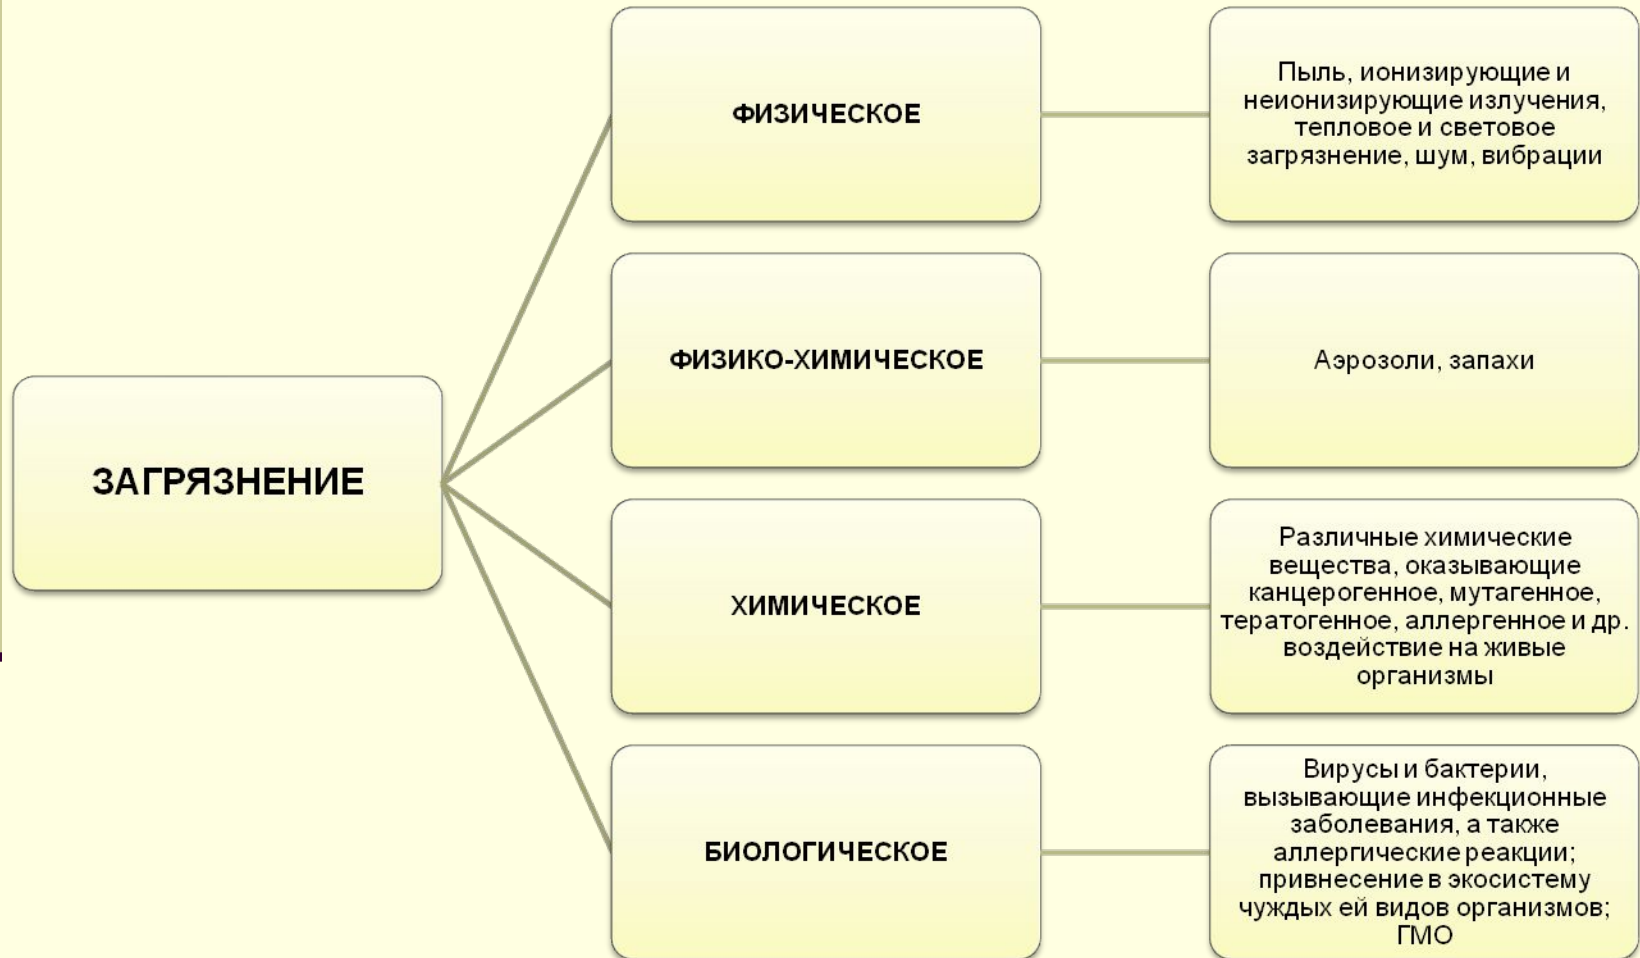 ФИЗИЧЕСКОЕ
Пыль, ионизирующие и
неионизирующие излучения,
тепловое и световое
загрязнение, шум, вибрации
ФИЗИКО-ХИМИЧЕСКОЕ
Аэрозоли, запахи
ЗАГРЯЗНЕНИЕ
ХИМИЧЕСКОЕ
Различные химические
вещества, оказывающие
канцерогенное, мутагенное,
тератогенное, аллергенное и др.
воздействие на живые
организмы
БИОЛОГИЧЕСКОЕ
Вирусы и бактерии,
вызывающие инфекционные
заболевания, а также
аллергические реакции;
привнесение в экосистему
чуждых ей видов организмов;
ГМО